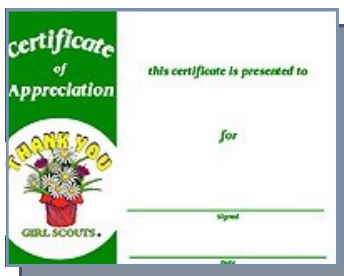 Certificate
of
Appreciation
this certificate is presented to
for
THANK YOU
GIRL SCOUTS.
Signed
Date